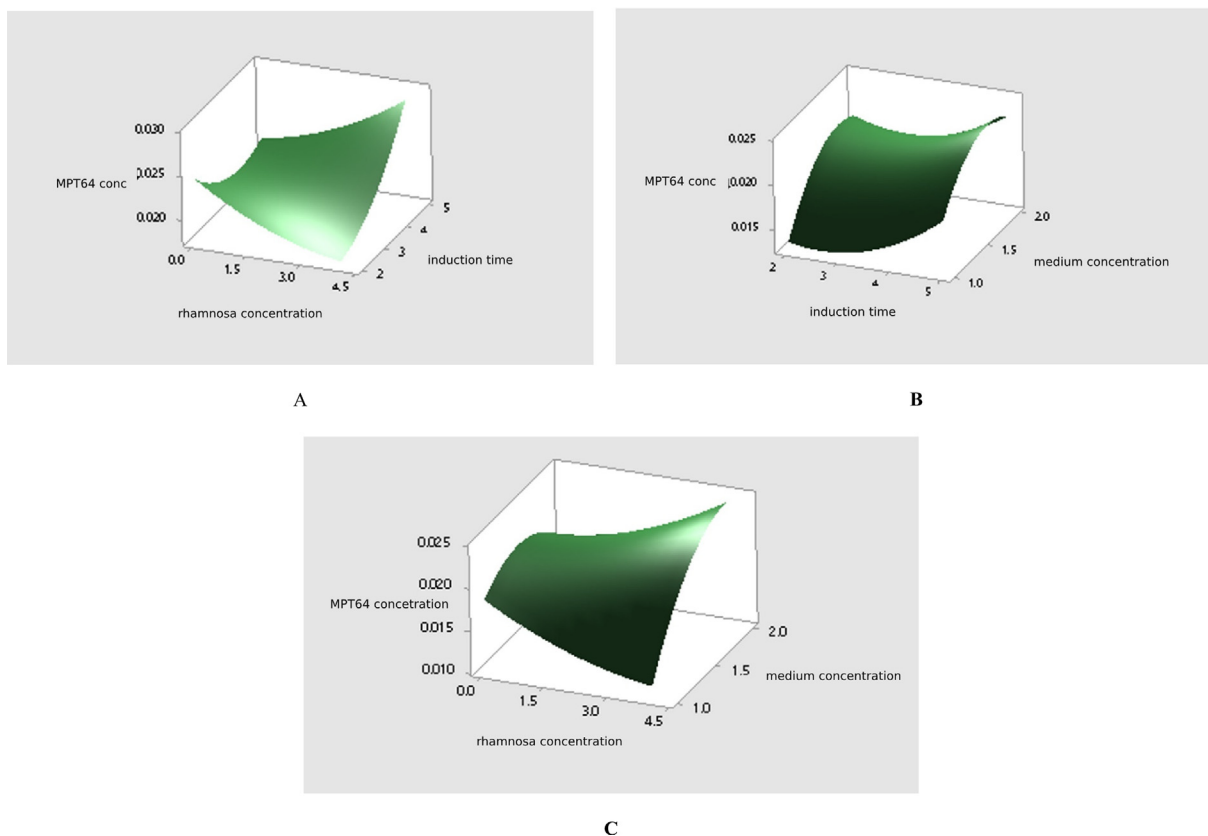 0.030
0.025
MPT64 conc
0.020
0.0
1.5
3.0
4.5
2
3
4
5
induction time
rhamnosa concentration
A
0.025
0.020
MPT64 conc
0.015
2
3
4
5
1.0
1.5
2.0
medium concentration
induction time
B
0.025
0.020
MPT64 concetration
0.015
0.010
0.0
1.5
3.0
4.5
1.0
1.5
2.0
medium concentration
rhamnosa concentration
C